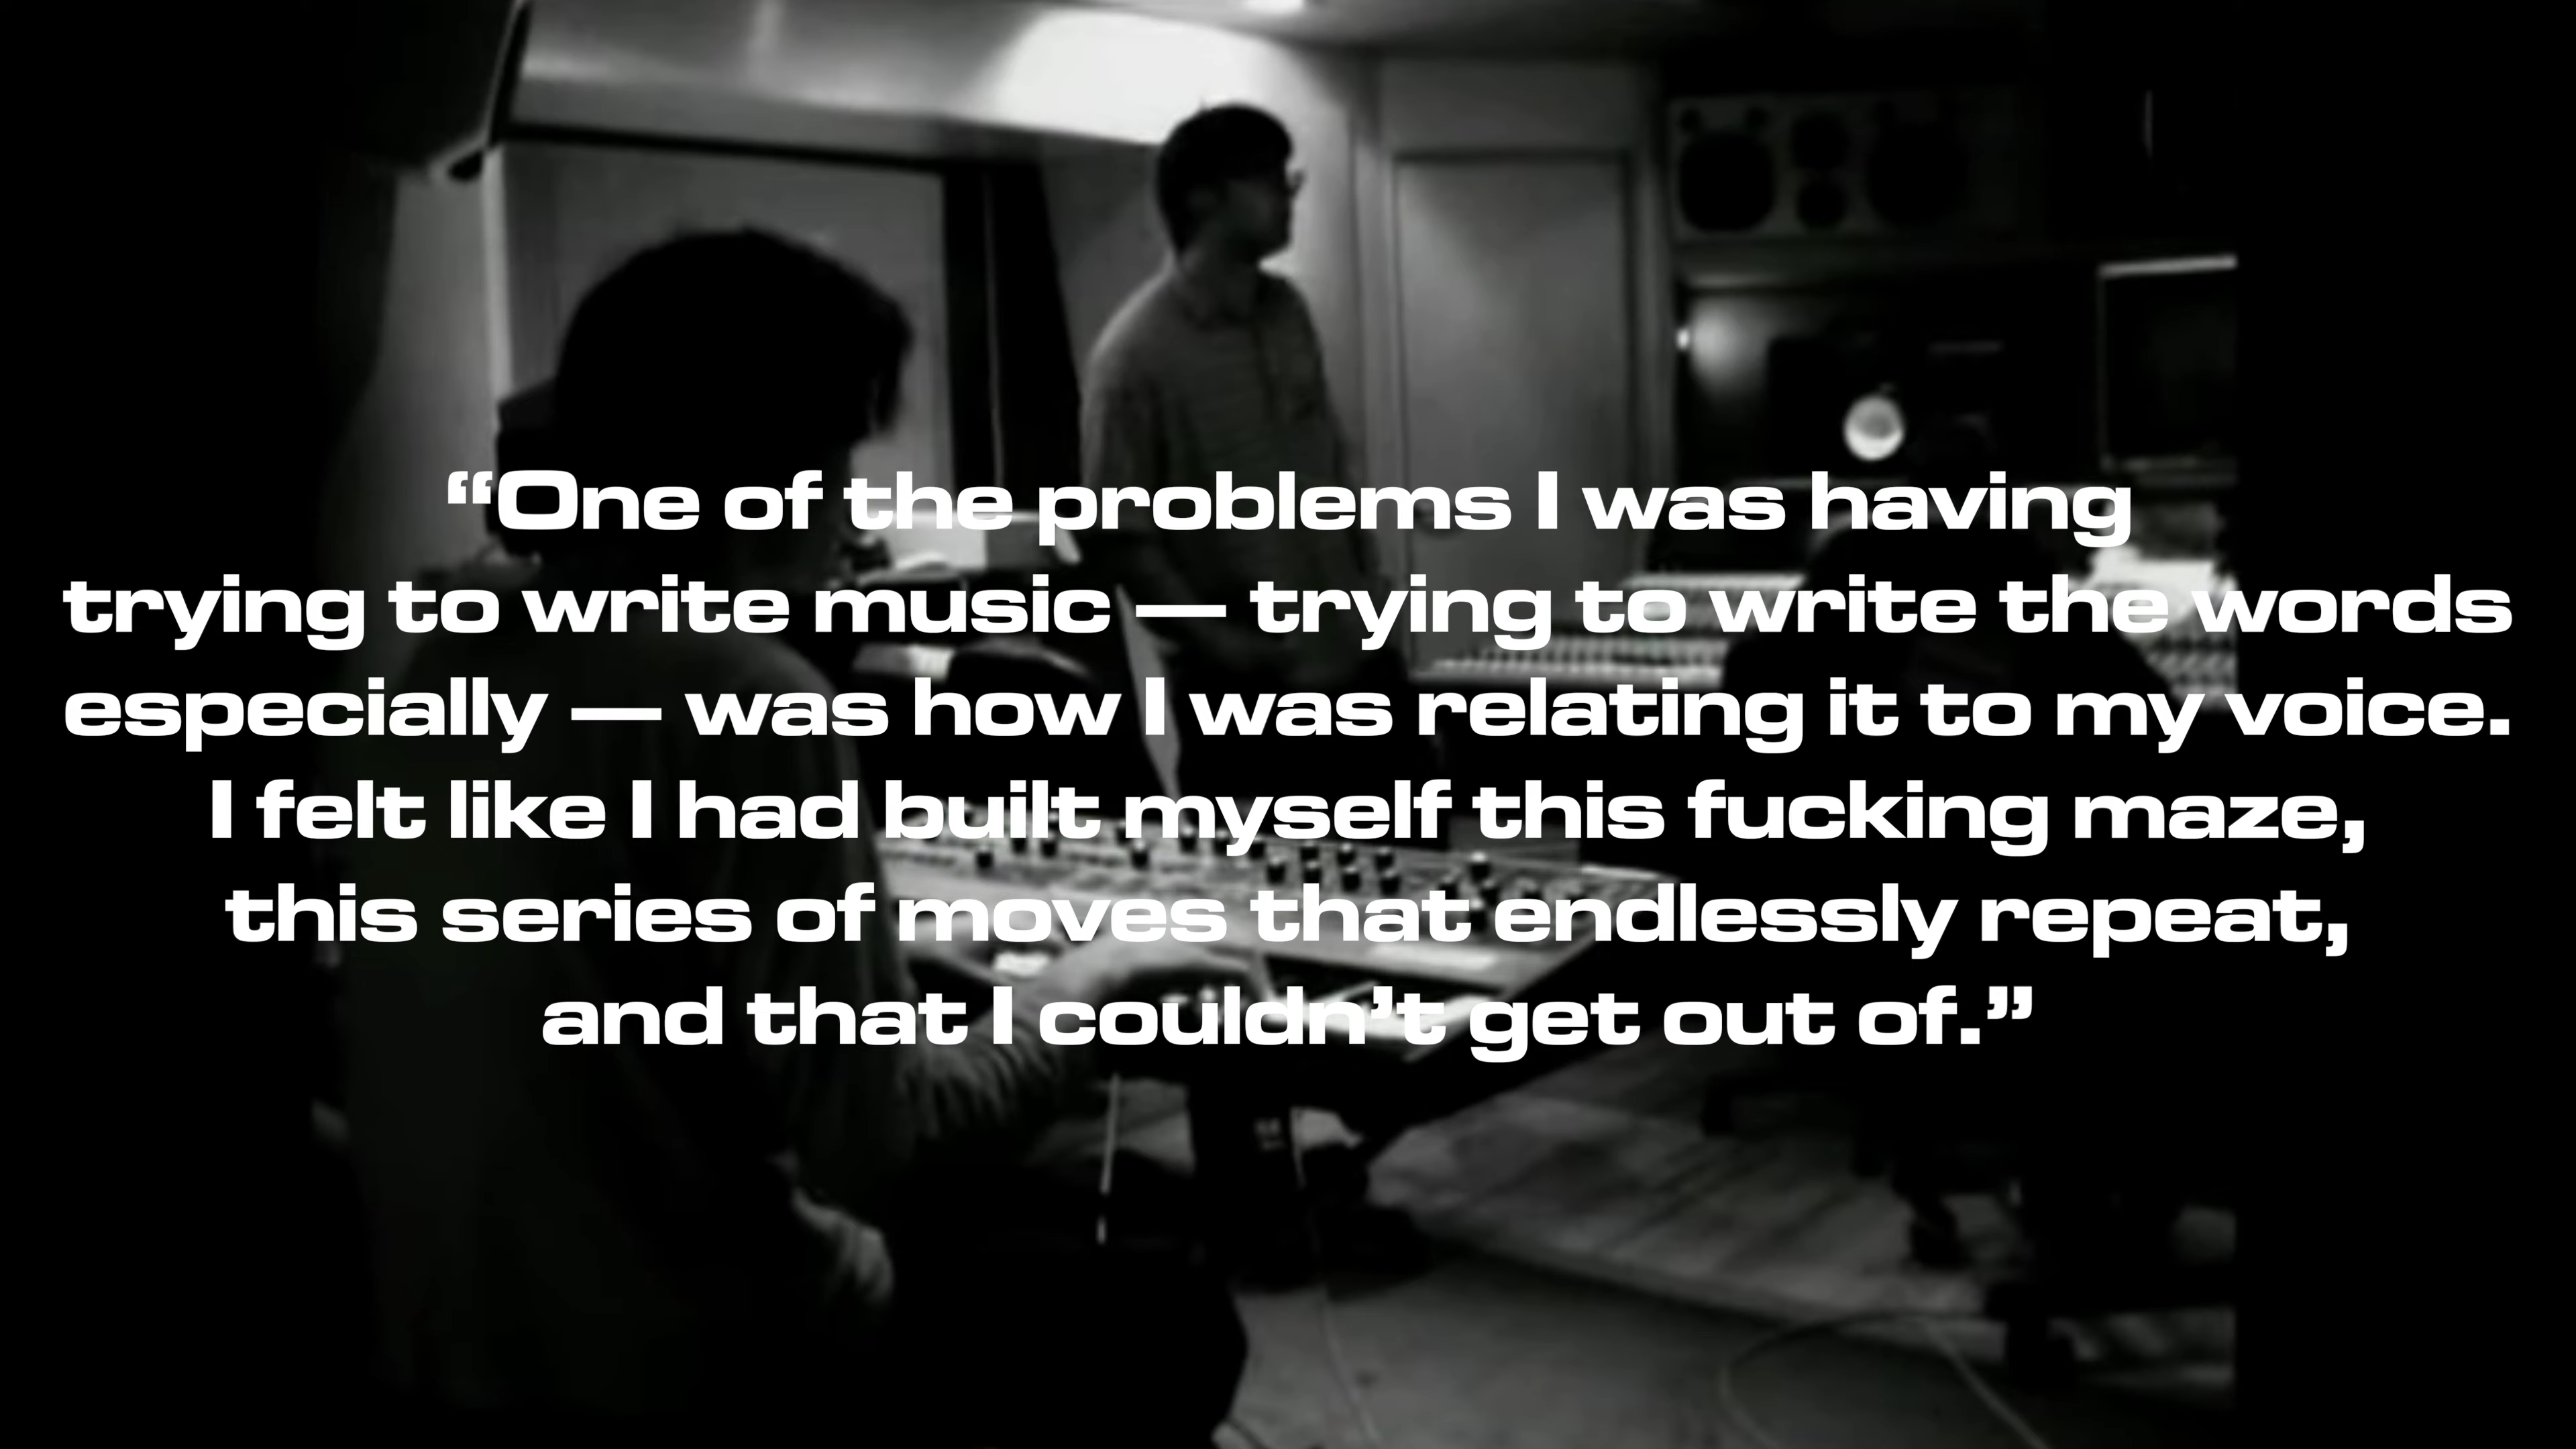 “One of the problems I was having
trying to write music — trying to write the words
especially — was how I was relating it to my voice.
I felt like I had built myself this fucking maze,
this series of moves that endlessly repeat,
and that I couldn’t get out of.”